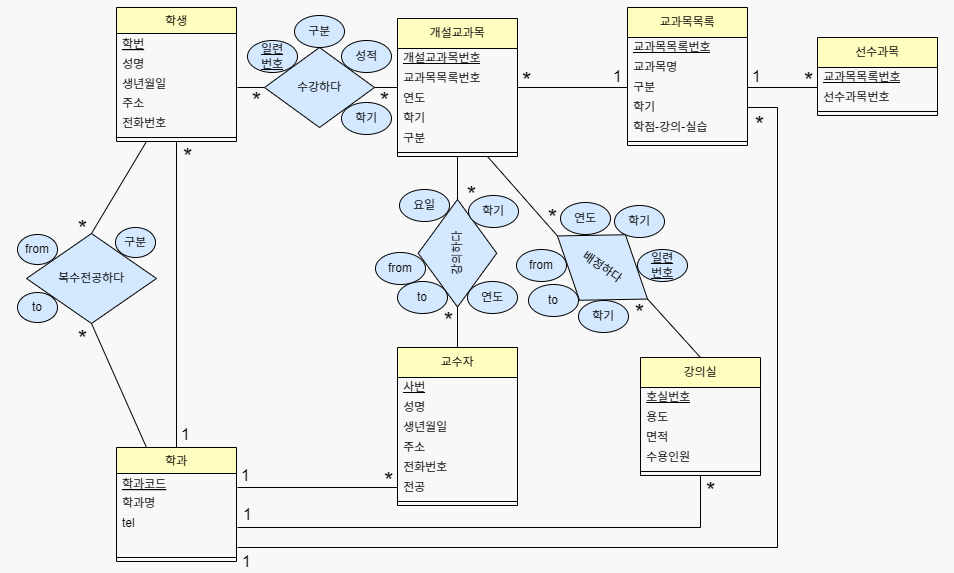 학생
학번
성명
생년월일
주소
전화번호
*
일련
번호
구분
성적
수강하다
학기
*
개설교과목
개설교과목번호
교과목목록번호
연도
학기
구분
*
1
교과목목록
교과목목록번호
교과목명
구분
학기
학점-강의-실습
1
*
*
선수과목
교과목목록번호
선수과목번호
*
*
from
구분
복수전공하다
to
*
1
*
요일
학기
강의하다
from
to
연도
*
*
연도
학기
배정하다
from
일련
번호
to
학기
*
교수자
사번
성명
생년월일
주소
전화번호
전공
강의실
호실번호
용도
면적
수용인원
학과
학과코드
학과명
tel
1
*
1
*
1